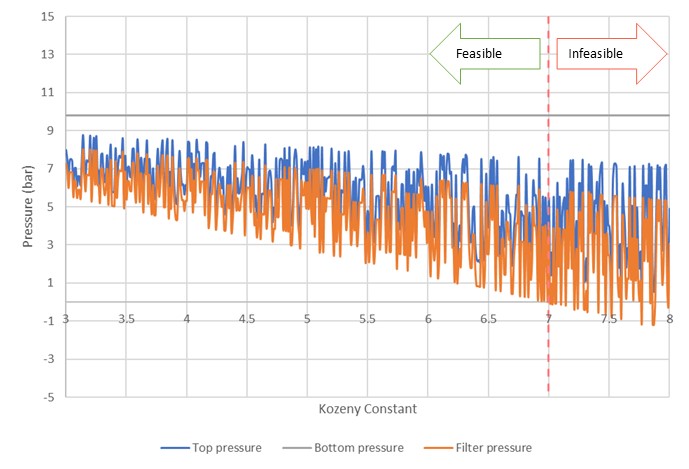 15
13
11
9
7
5
3
1
-1
-3
-5
Pressure (bar)
Feasible
Infeasible
3 3.5 4 4.5 5 5.5 6 6.5 7 7.5 8
Kozeny Constant
Top pressure Bottom pressure Filter pressure